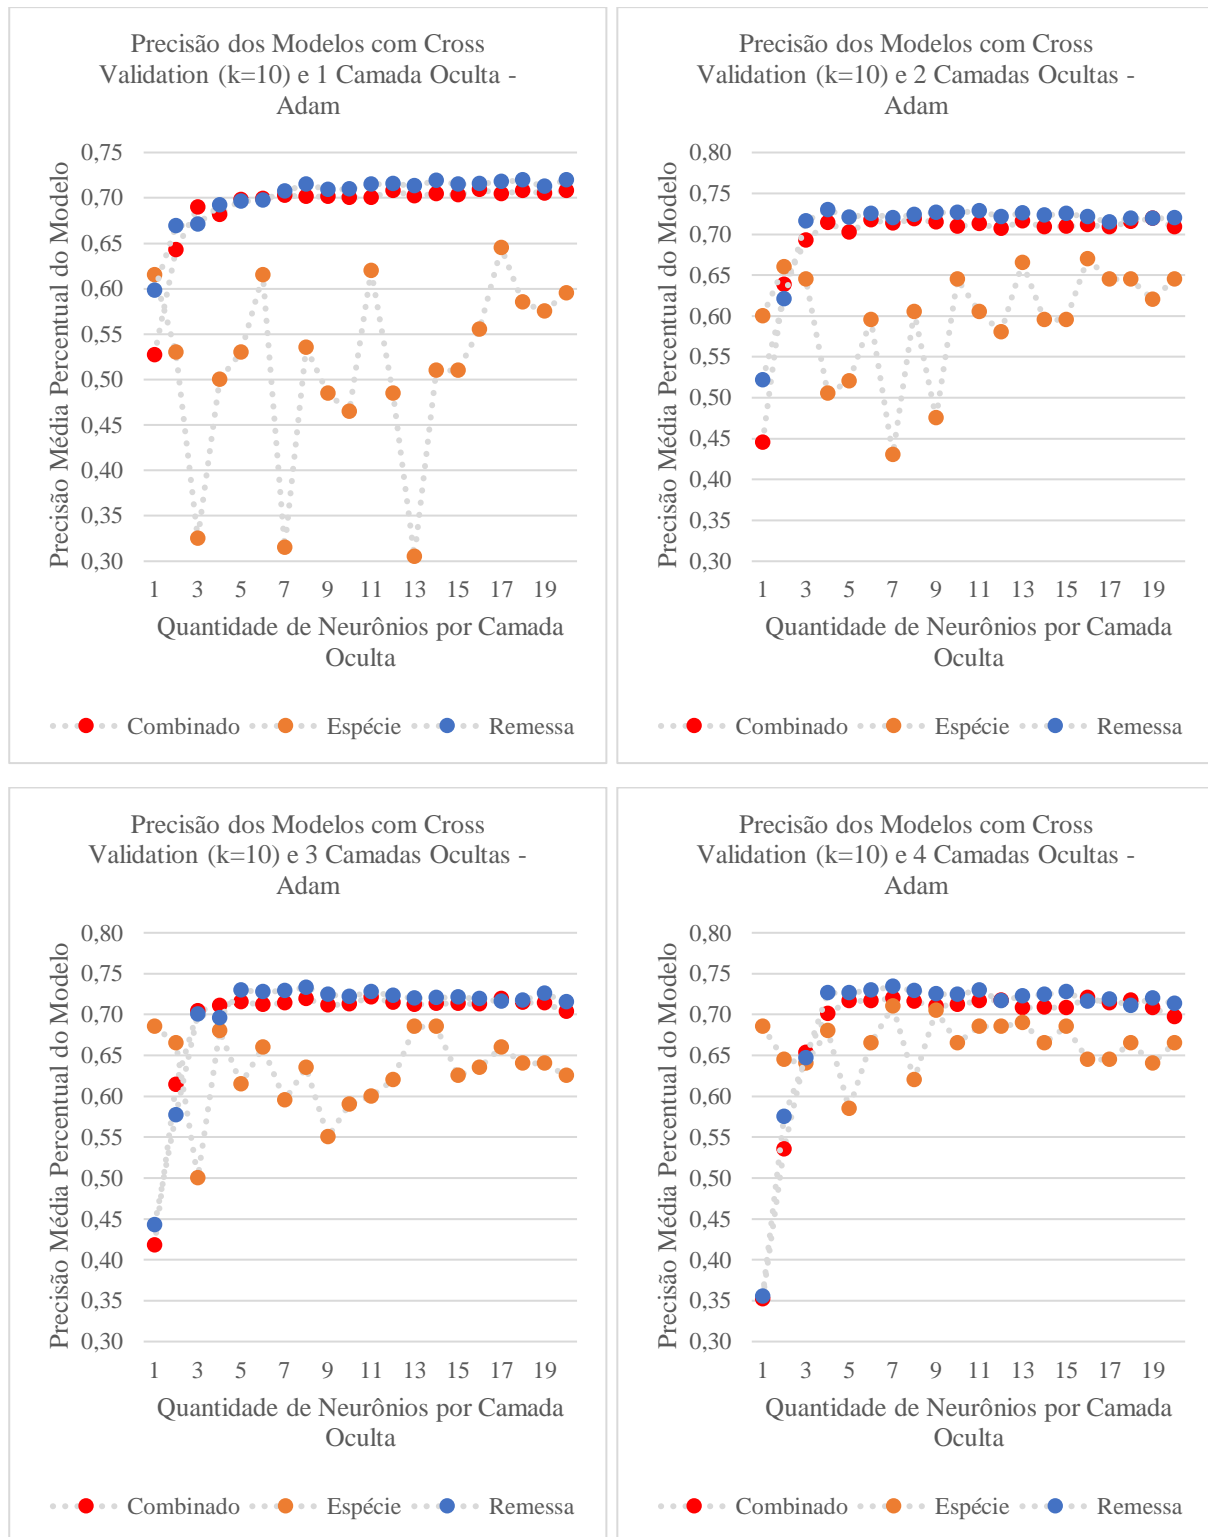 Precisão dos Modelos com Cross
Validation (k=10) e 1 Camada Oculta -
Adam
Precisão Média Percentual do Modelo
0,75
0,70
0,65
0,60
0,55
0,50
0,45
0,40
0,35
0,30
1 3 5 7 9 11 13 15 17 19
Quantidade de Neurônios por Camada
Oculta
Combinado Espécie Remessa
Precisão dos Modelos com Cross
Validation (k=10) e 2 Camadas Ocultas -
Adam
Precisão Média Percentual do Modelo
0,80
0,75
0,70
0,65
0,60
0,55
0,50
0,45
0,40
0,35
0,30
1 3 5 7 9 11 13 15 17 19
Quantidade de Neurônios por Camada
Oculta
Combinado Espécie Remessa
Precisão dos Modelos com Cross
Validation (k=10) e 3 Camadas Ocultas -
Adam
Precisão Média Percentual do Modelo
0,80
0,75
0,70
0,65
0,60
0,55
0,50
0,45
0,40
0,35
0,30
1 3 5 7 9 11 13 15 17 19
Quantidade de Neurônios por Camada
Oculta
Combinado Espécie Remessa
Precisão dos Modelos com Cross
Validation (k=10) e 4 Camadas Ocultas -
Adam
Precisão Média Percentual do Modelo
0,80
0,75
0,70
0,65
0,60
0,55
0,50
0,45
0,40
0,35
0,30
1 3 5 7 9 11 13 15 17 19
Quantidade de Neurônios por Camada
Oculta
Combinado Espécie Remessa